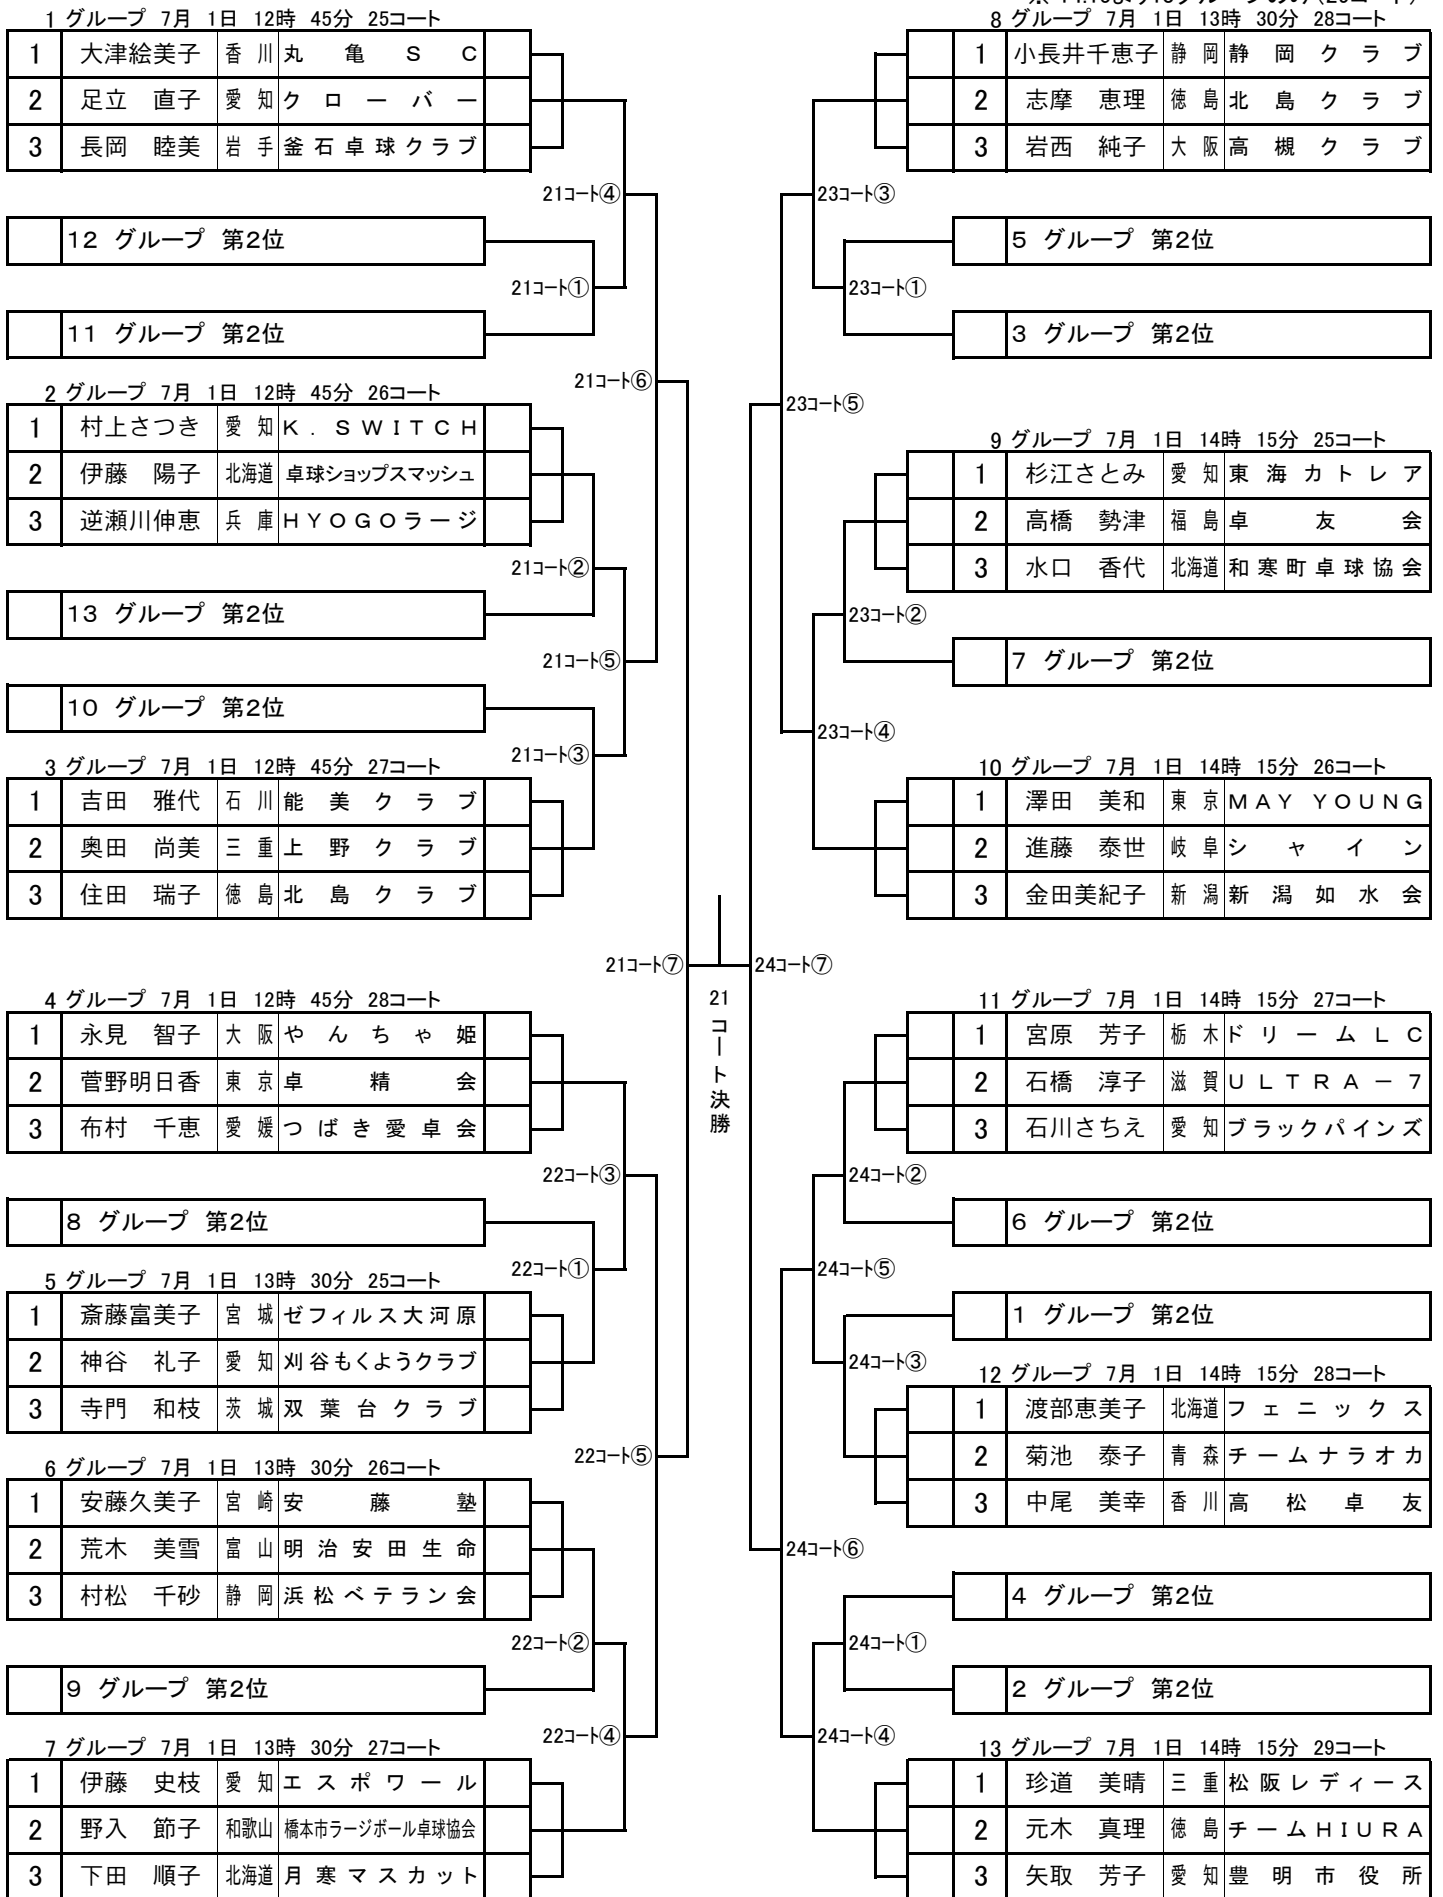 1 グループ 7月 1日 12時 45分 25コート
1 大津絵美子 香川 丸亀SC
2 足立 直子 愛知 クローバー
3 長岡 睦美 岩手 釜石卓球クラブ
21コート④
12 グループ 第2位
21コート①
11 グループ 第2位
21コート⑥
2 グループ 7月 1日 12時 45分 26コート
1 村上さつき 愛知 K.SWITCH
2 伊藤 陽子 北海道 卓球ショップスマッシュ
3 逆瀬川伸恵 兵庫 HYOGOラージ
21コート②
13 グループ 第2位
21コート⑤
10 グループ 第2位
21コート③
3 グループ 7月 1日 12時 45分 27コート
1 吉田 雅代 石川 能美クラブ
2 奥田 尚美 三重 上野クラブ
3 住田 瑞子 徳島 北島クラブ
21コート⑦
4 グループ 7月 1日 12時 45分 28コート
1 永見 智子 大阪 やんちゃ姫
2 菅野明日香 東京 卓精会
3 布村 千恵 愛媛 つばき愛卓会
22コート③
8 グループ 第2位
22コート①
5 グループ 7月 1日 13時 30分 25コート
1 斎藤富美子 宮城 ゼフィルス大河原
2 神谷 礼子 愛知 刈谷もくようクラブ
3 寺門 和枝 茨城 双葉台クラブ
22コート⑤
6 グループ 7月 1日 13時 30分 26コート
1 安藤久美子 宮崎 安藤塾
2 荒木 美雪 富山 明治安田生命
3 村松 千砂 静岡 浜松ベテラン会
22コート②
9 グループ 第2位
22コート④
7 グループ 7月 1日 13時 30分 27コート
1 伊藤 史枝 愛知 エスポワール
2 野入 節子 和歌山 橋本市ラージボール卓球協会
3 下田 順子 北海道 月寒マスカット
21コート決勝
8 グループ 7月 1日 13時 30分 28コート
1 小長井千恵子 静岡 静岡クラブ
2 志摩 恵理 徳島 北島クラブ
3 岩西 純子 大阪 高槻クラブ
23コート③
5 グループ 第2位
23コート①
3 グループ 第2位
23コート⑤
9 グループ 7月 1日 14時 15分 25コート
1 杉江さとみ 愛知 東海カトレア
2 高橋 勢津 福島 卓友会
3 水口 香代 北海道 和寒町卓球協会
23コート②
7 グループ 第2位
23コート④
10 グループ 7月 1日 14時 15分 26コート
1 澤田 美和 東京 MAY YOUNG
2 進藤 泰世 岐阜 シャイン
3 金田美紀子 新潟 新潟如水会
24コート⑦
11 グループ 7月 1日 14時 15分 27コート
1 宮原 芳子 栃木 ドリームLC
2 石橋 淳子 滋賀 ULTRA－7
3 石川さちえ 愛知 ブラックパインズ
24コート②
6 グループ 第2位
24コート⑤
1 グループ 第2位
24コート③
12 グループ 7月 1日 14時 15分 28コート
1 渡部恵美子 北海道 フェニックス
2 菊池 泰子 青森 チームナラオカ
3 中尾 美幸 香川 高松卓友
24コート⑥
4 グループ 第2位
24コート①
2 グループ 第2位
24コート④
13 グループ 7月 1日 14時 15分 29コート
1 珍道 美晴 三重 松阪レディース
2 元木 真理 徳島 チームHIURA
3 矢取 芳子 愛知 豊明市役所